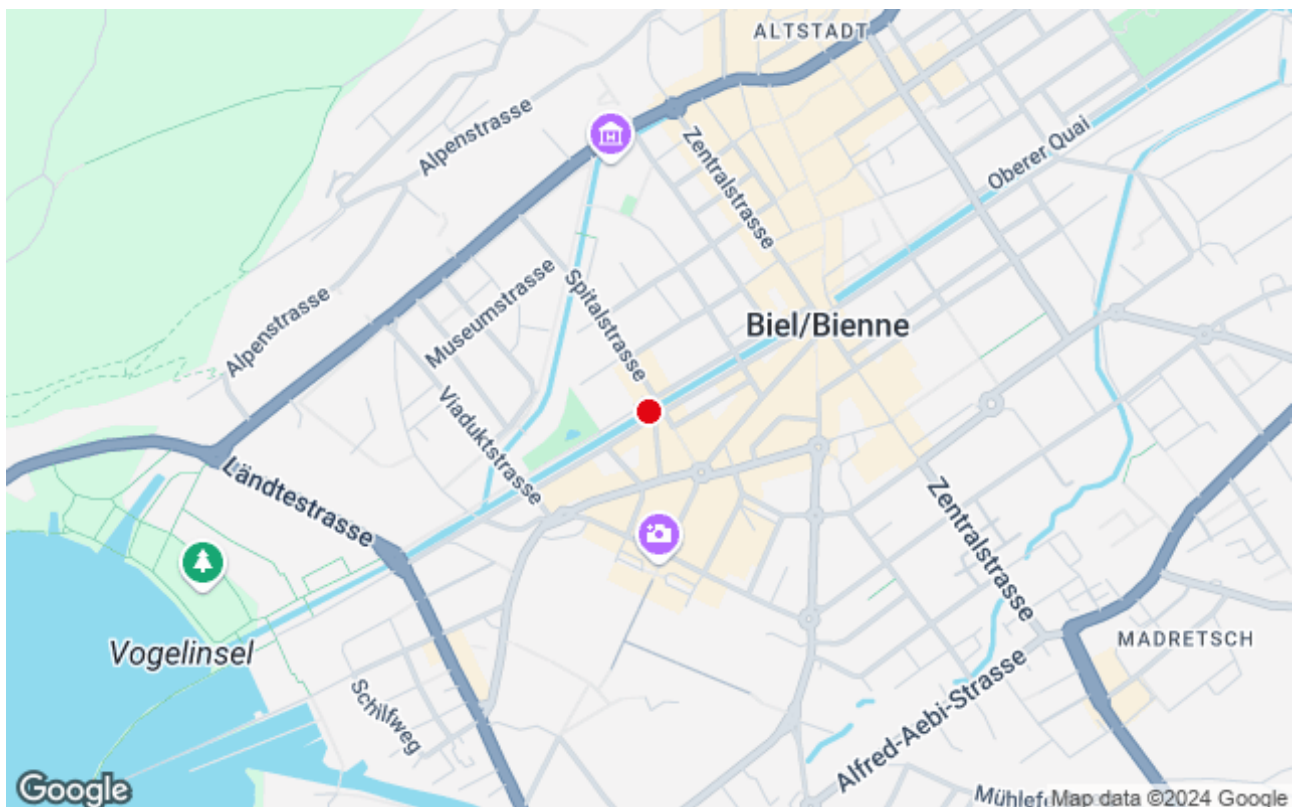 ALTSTADT
Alpenstrasse
Zentralstrasse
Oberer Quai
Museumstrasse
Spitalstrasse
Alpenstrasse
Biel/Bienne
Viaduktstrasse
Ländtestrasse
Zentralstrasse
Vogelinsel
MADRETSCH
Schilfweg
Alfred-Aebi-Strasse
Google
Map data ©2024 Google